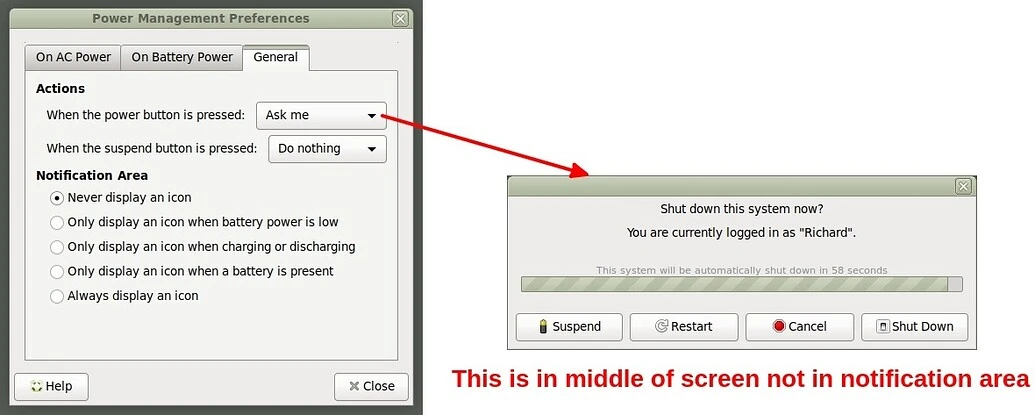 Power Management Preferences
On AC Power
On Battery Power
General
Actions
When the power button is pressed:
Ask me
When the suspend button is pressed:
Do nothing
Notification Area
Never display an icon
Only display an icon when battery power is low
Only display an icon when charging or discharging
Only display an icon when a battery is present
Always display an icon
Help
Close
Shut down this system now?
You are currently logged in as "Richard".
This system will be automatically shut down in 58 seconds
Suspend
Restart
Cancel
Shut Down
This is in middle of screen not in notification area